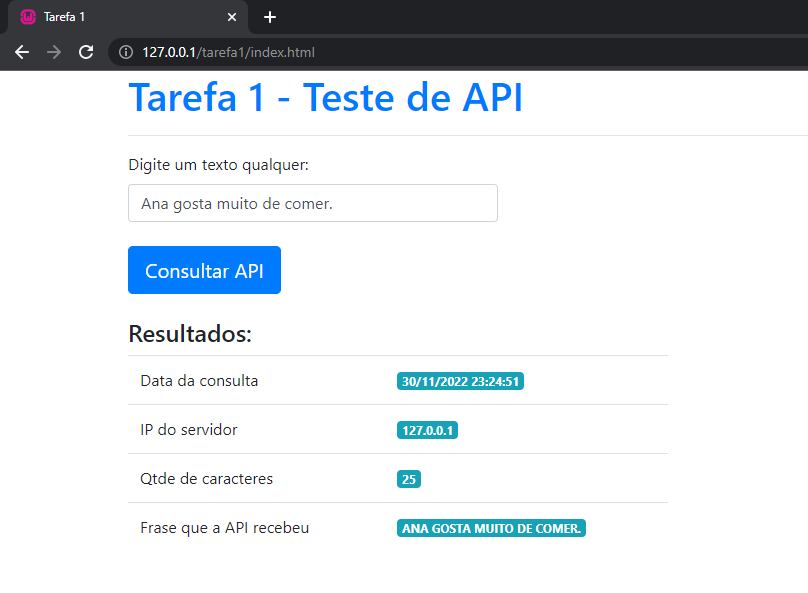 Tarefa 1
127.0.0.1/tarefa1/index.html
Tarefa 1 - Teste de API
Digite um texto qualquer:
Ana gosta muito de comer.
Consultar API
Resultados:
Data da consulta 30/11/2022 23:24:51
IP do servidor 127.0.0.1
Qtde de caracteres 25
Frase que a API recebeu ANA GOSTA MUITO DE COMER.